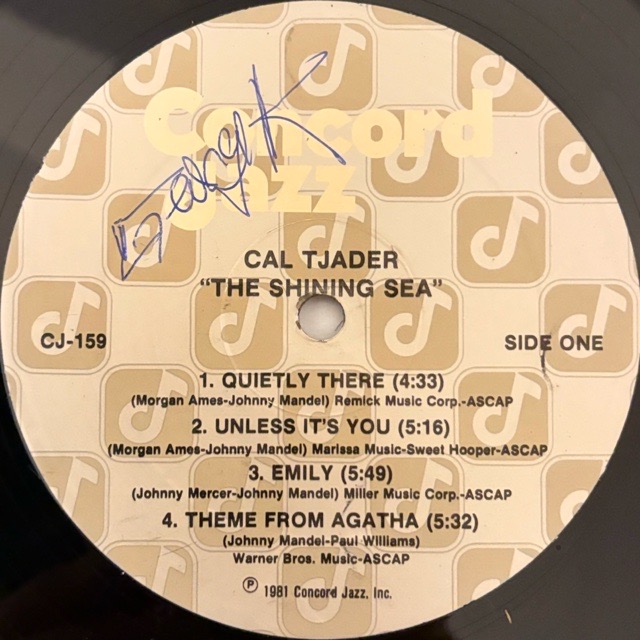 Concord
Jazz
CAL TJADER
"THE SHINING SEA"
CJ-159
SIDE ONE
1. QUIETLY THERE (4:33)
(Morgan Ames-Johnny Mandel) Remick Music Corp.-ASCAP
2. UNLESS IT'S YOU (5:16)
(Morgan Ames-Johnny Mandel) Marissa Music-Sweet Hooper-ASCAP
3. EMILY (5:49)
(Johnny Mercer-Johnny Mandel) Miller Music Corp.-ASCAP
4. THEME FROM AGATHA (5:32)
(Johnny Mandel-Paul Williams)
Warner Bros. Music-ASCAP
℗ 1981 Concord Jazz, Inc.